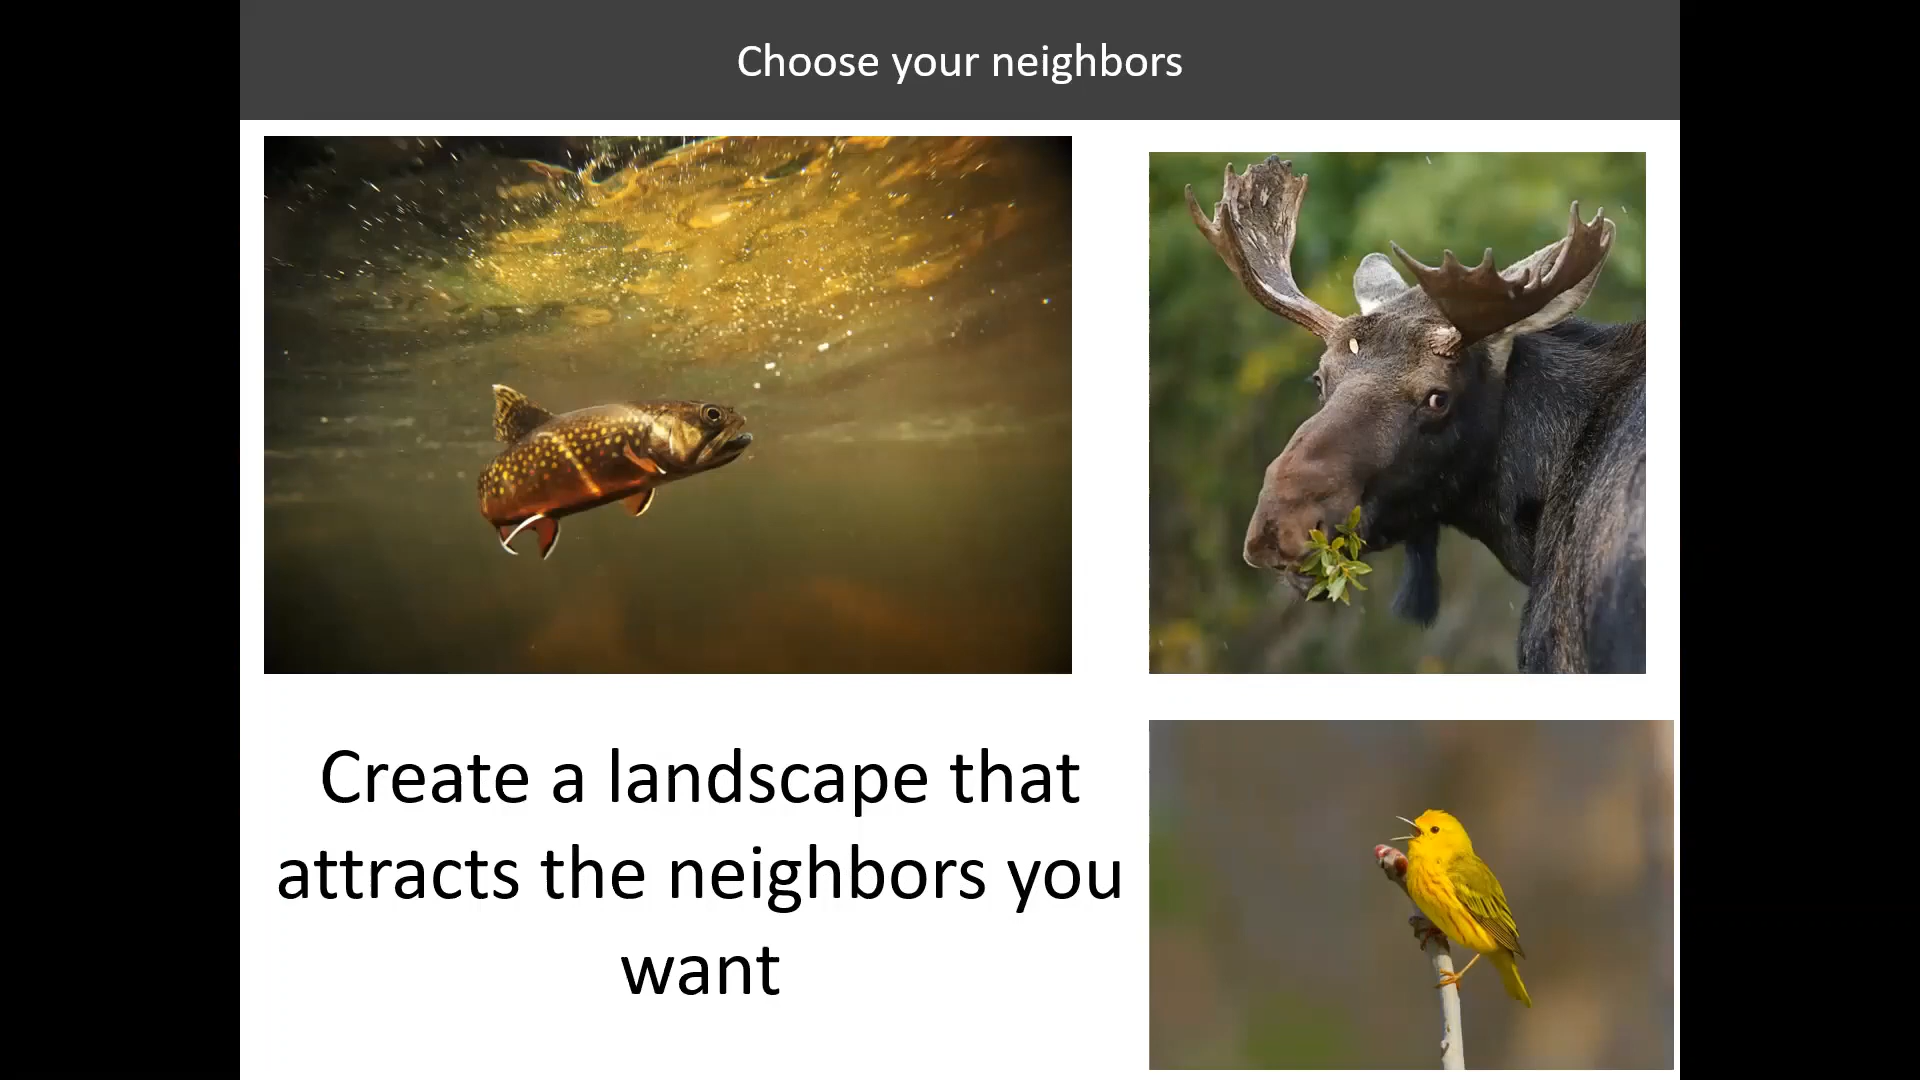 Choose your neighbors
Create a landscape that
attracts the neighbors you
want